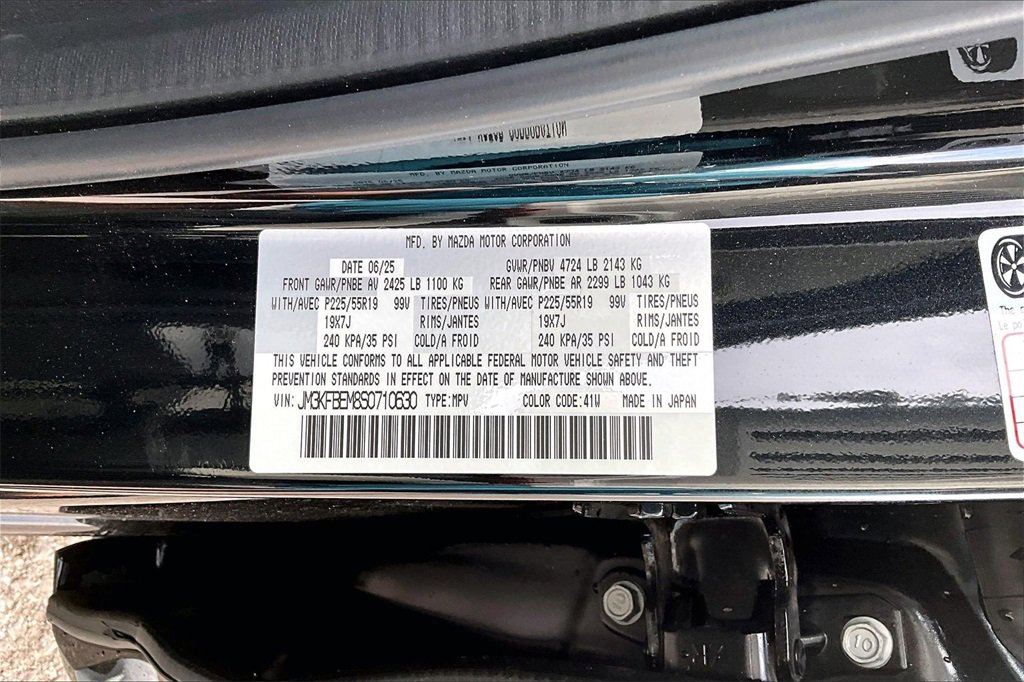 MFD. BY MAZDA MOTOR CORPORATION
DATE 06/25 GVWR/PNBV 4724 LB 2143 KG
FRONT GAWR/PNBE AV 2425 LB 1100 KG REAR GAWR/PNBE AR 2299 LB 1043 KG
WITH/AVEC P225/55R19 99V TIRES/PNEUS WITH/AVEC P225/55R19 99V TIRES/PNEUS
19X7J RIMS/JANTES 19X7J RIMS/JANTES
240 KPA/35 PSI COLD/A FROID 240 KPA/35 PSI COLD/A FROID
THIS VEHICLE CONFORMS TO ALL APPLICABLE FEDERAL MOTOR VEHICLE SAFETY AND THEFT
PREVENTION STANDARDS IN EFFECT ON THE DATE OF MANUFACTURE SHOWN ABOVE.
VIN: JM3KFBEM8S0710630 TYPE:MPV COLOR CODE:41W MADE IN JAPAN